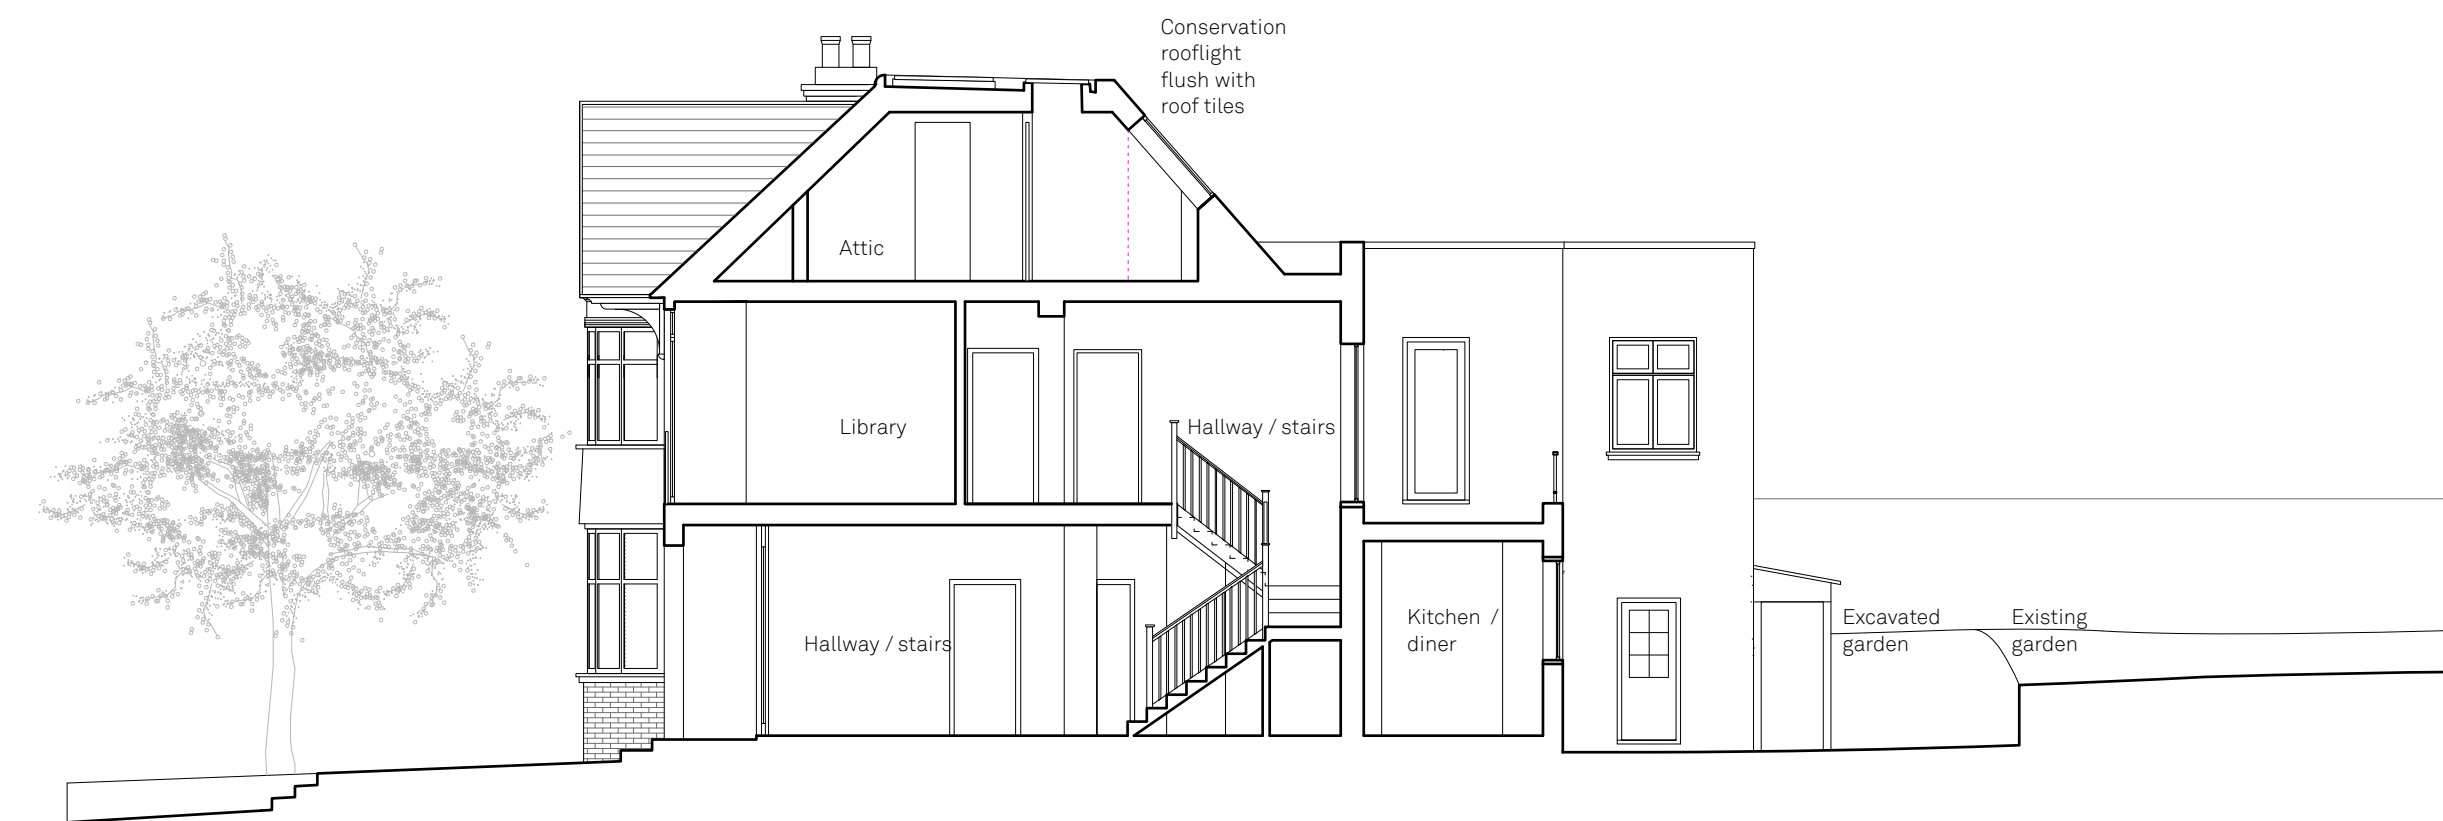 Conservation
rooflight
flush with
roof tiles
Attic
Library
Hallway / stairs
Hallway / stairs
Kitchen /
diner
Excavated
garden
Existing
garden